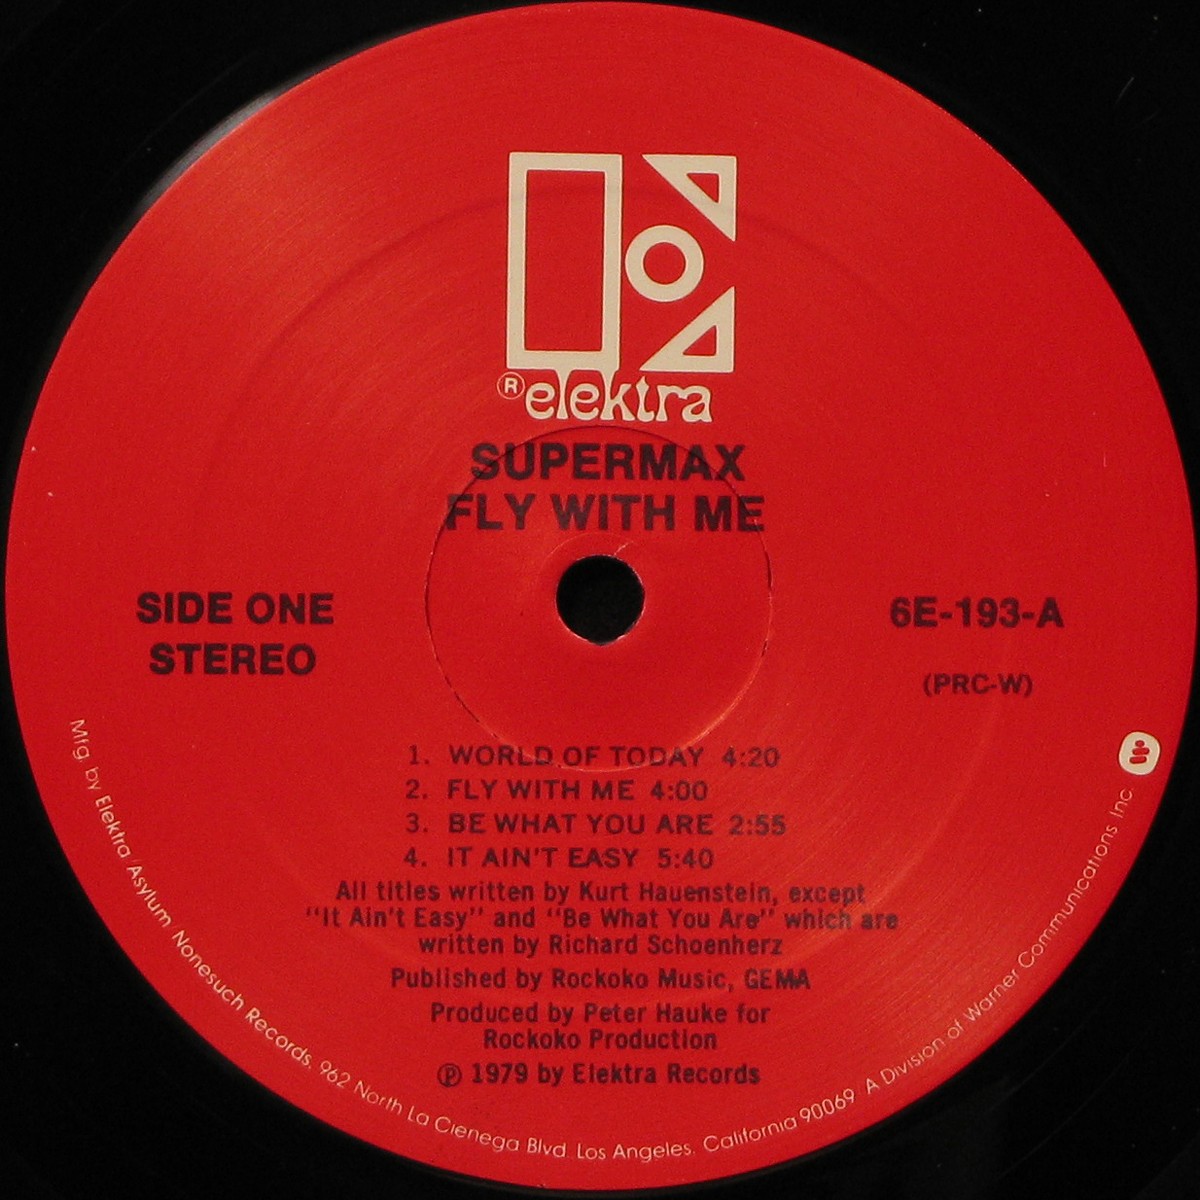 ® elektra
SUPERMAX
FLY WITH ME
SIDE ONE
STEREO
6E-193-A
(PRC-W)
1. WORLD OF TODAY 4:20
2. FLY WITH ME 4:00
3. BE WHAT YOU ARE 2:55
4. IT AIN'T EASY 5:40
All titles written by Kurt Hauenstein, except
"It Ain't Easy" and "Be What You Are" which are
written by Richard Schoenherz
Published by Rockoko Music, GEMA
Produced by Peter Hauke for
Rockoko Production
℗ 1979 by Elektra Records
Mfg. by Elektra/Asylum Nonesuch Records, 962 North La Cienega Blvd. Los Angeles, California 90069 A Division of Warner Communications Inc.